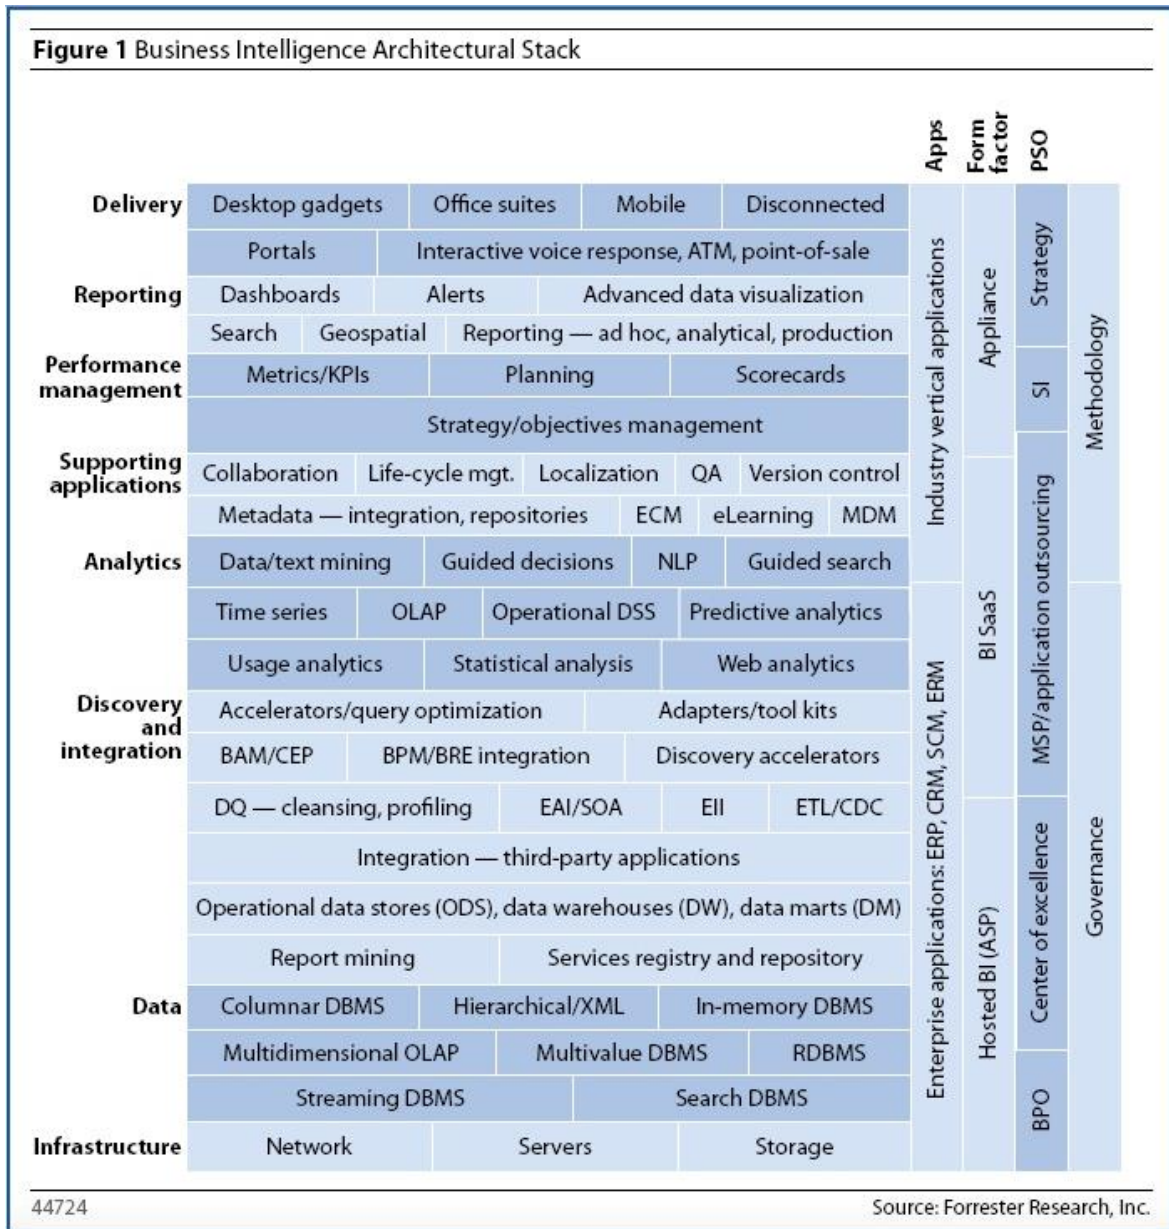 Figure 1 Business Intelligence Architectural Stack
Apps
Form
factor
PSO
Delivery
Desktop gadgets
Office suites
Mobile
Disconnected
Portals
Interactive voice response, ATM, point-of-sale
Reporting
Dashboards
Alerts
Advanced data visualization
Search
Geospatial
Reporting — ad hoc, analytical, production
Performance
management
Metrics/KPIs
Planning
Scorecards
Strategy/objectives management
Supporting
applications
Collaboration
Life-cycle mgt.
Localization
QA
Version control
Metadata — integration, repositories
ECM
eLearning
MDM
Analytics
Data/text mining
Guided decisions
NLP
Guided search
Time series
OLAP
Operational DSS
Predictive analytics
Usage analytics
Statistical analysis
Web analytics
Discovery
and
integration
Accelerators/query optimization
Adapters/tool kits
BAM/CEP
BPM/BRE integration
Discovery accelerators
DQ — cleansing, profiling
EAI/SOA
EII
ETL/CDC
Integration — third-party applications
Operational data stores (ODS), data warehouses (DW), data marts (DM)
Report mining
Services registry and repository
Data
Columnar DBMS
Hierarchical/XML
In-memory DBMS
Multidimensional OLAP
Multivalue DBMS
RDBMS
Streaming DBMS
Search DBMS
Infrastructure
Network
Servers
Storage
Industry vertical applications
Enterprise applications: ERP, CRM, SCM, ERM
Appliance
BI SaaS
Hosted BI (ASP)
Strategy
SI
MSP/application outsourcing
Center of excellence
BPO
Methodology
Governance
44724
Source: Forrester Research, Inc.